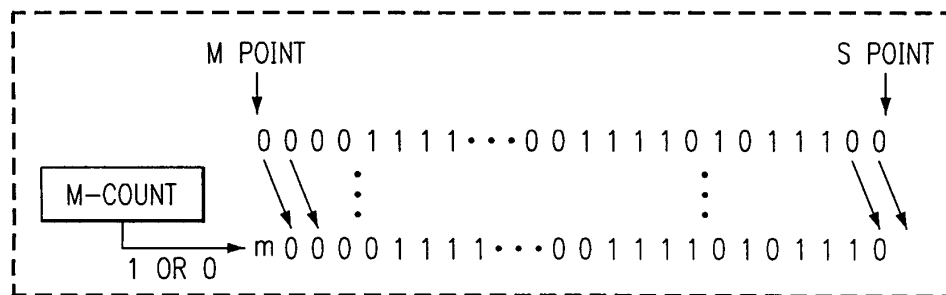 M POINT S POINT
0 0 0 0 1 1 1 1 ••• 0 0 1 1 1 1 0 1 0 1 1 1 0 0
M-COUNT
m 0 0 0 0 1 1 1 1 ••• 0 0 1 1 1 1 0 1 0 1 1 1 0
1 OR 0